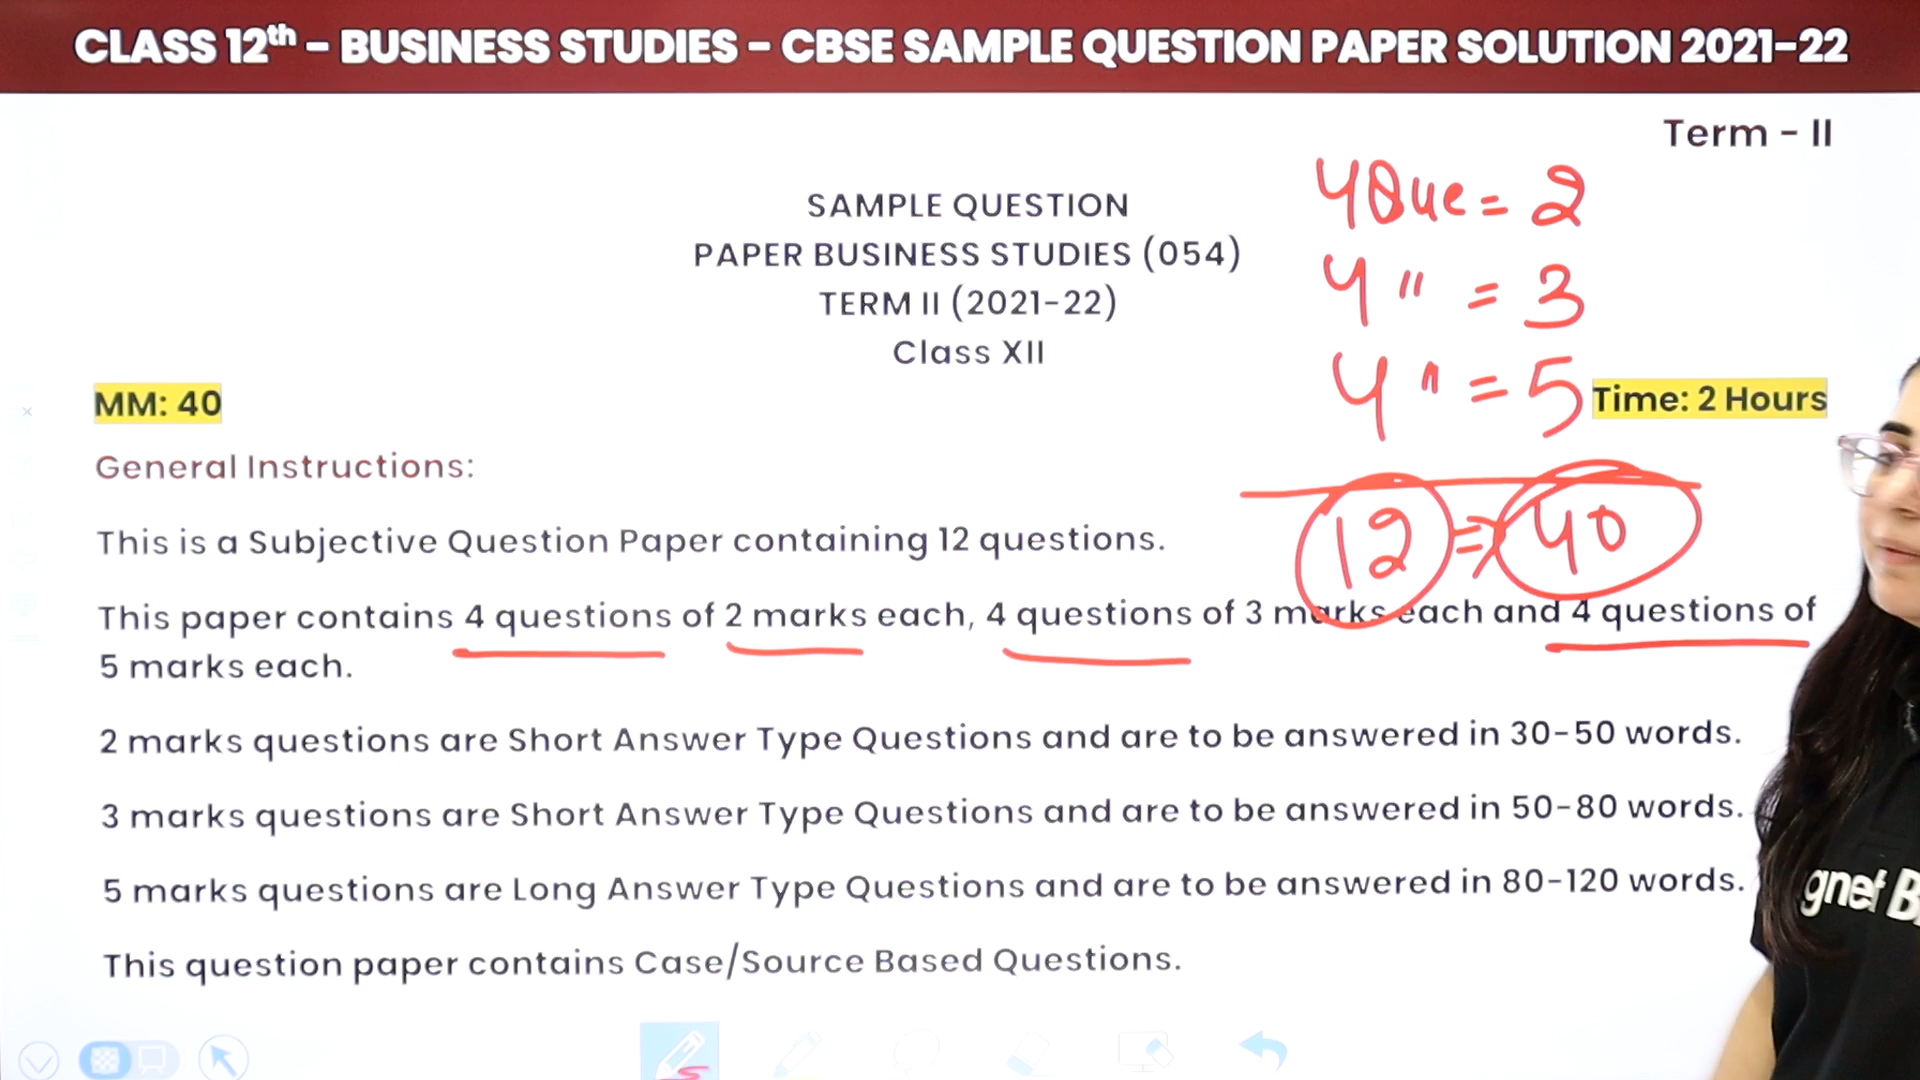 CLASS 12th – BUSINESS STUDIES – CBSE SAMPLE QUESTION PAPER SOLUTION 2021-22
Term - II
SAMPLE QUESTION
PAPER BUSINESS STUDIES (054)
TERM II (2021-22)
Class XII
4 Que = 2
4 " = 3
4 " = 5
12 => 40
MM: 40
Time: 2 Hours
General Instructions:
This is a Subjective Question Paper containing 12 questions.
This paper contains 4 questions of 2 marks each, 4 questions of 3 marks each and 4 questions of
5 marks each.
2 marks questions are Short Answer Type Questions and are to be answered in 30-50 words.
3 marks questions are Short Answer Type Questions and are to be answered in 50-80 words.
5 marks questions are Long Answer Type Questions and are to be answered in 80-120 words.
This question paper contains Case/Source Based Questions.
gnet B